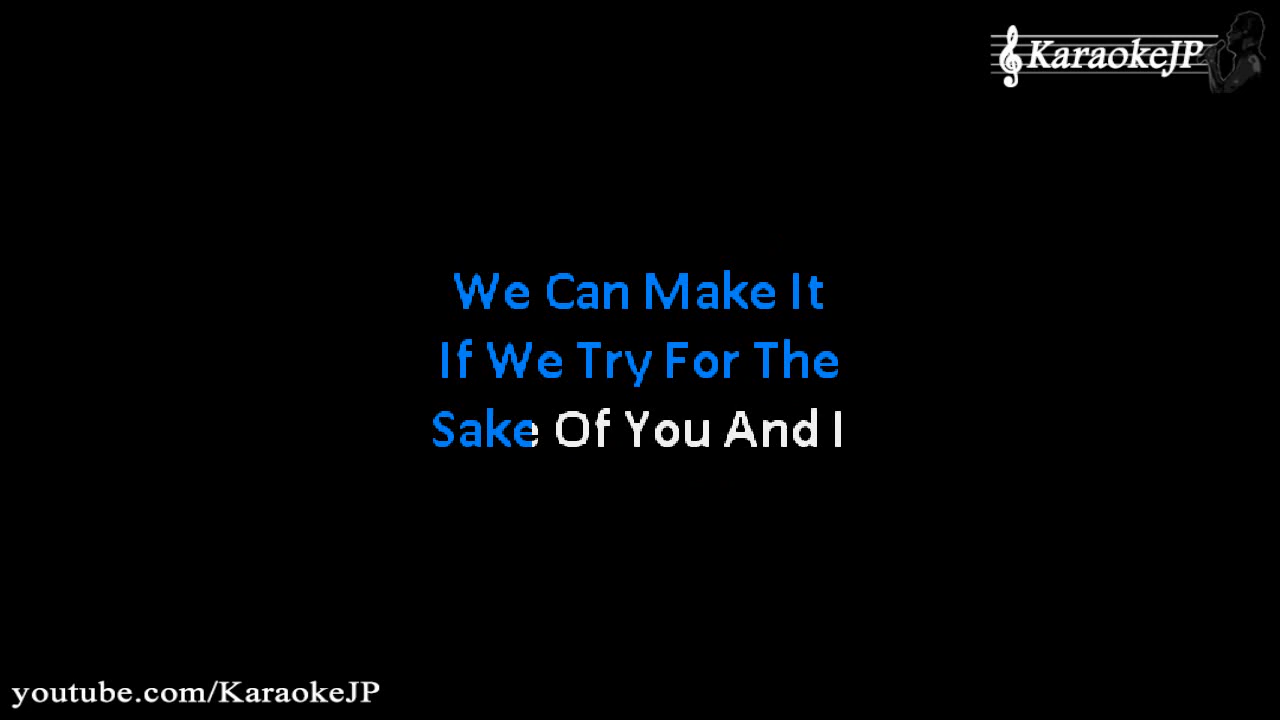 KaraokeJP
We Can Make It
If We Try For The
Sake Of You And I
youtube.com/KaraokeJP